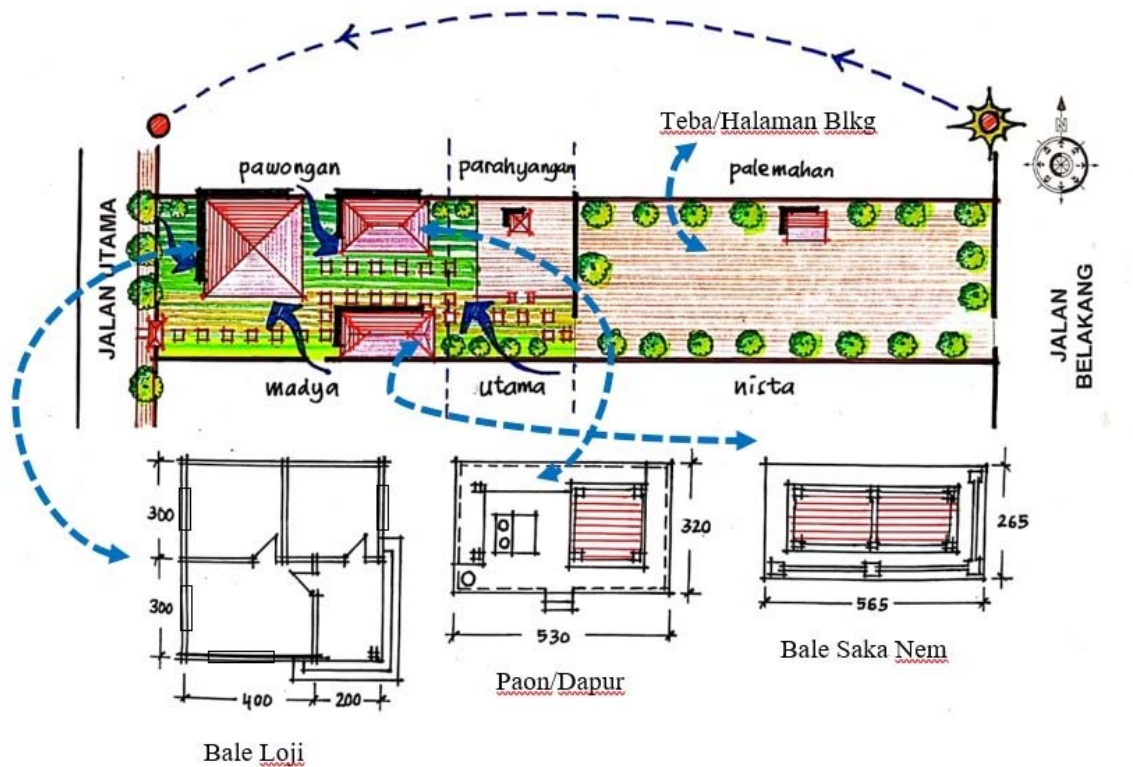 Teba/Halaman Blkg
N
pawongan
parahyangan
palemahan
JALAN UTAMA
JALAN
BELAKANG
madya
utama
nista
300
300
400
200
Bale Loji
320
530
Paon/Dapur
265
565
Bale Saka Nem